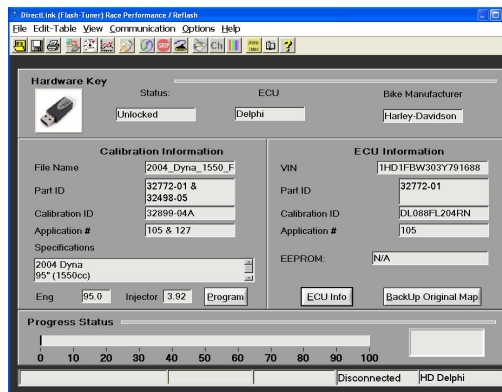 DirectLink (Flash-Tuner) Race Performance / Reflash
File Edit-Table View Communication Options Help
STOP Ch Auto Tune
Hardware Key
Status: ECU Bike Manufacturer
Unlocked Delphi Harley-Davidson
Calibration Information
File Name 2004_Dyna_1550_F
Part ID 32772-01 &
32498-05
Calibration ID 32899-04A
Application # 105 & 127
Specifications
2004 Dyna
95" (1550cc)
Eng 95.0 Injector 3.92 Program
ECU Information
VIN 1HD1FBW303Y791688
Part ID 32772-01
Calibration ID DL088FL204RN
Application # 105
EEPROM: N/A
ECU Info BackUp Original Map
Progress Status
0 10 20 30 40 50 60 70 80 90 100
Disconnected HD Delphi